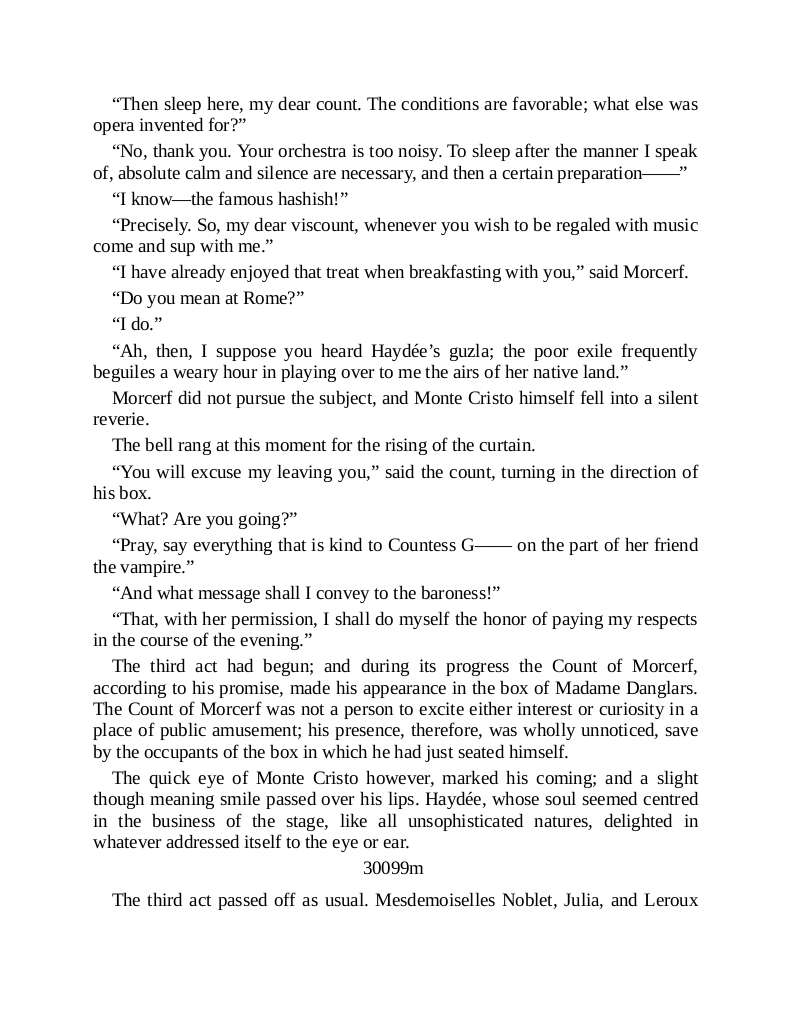 “Then sleep here, my dear count. The conditions are favorable; what else was
opera invented for?”
“No, thank you. Your orchestra is too noisy. To sleep after the manner I speak
of, absolute calm and silence are necessary, and then a certain preparation——”
“I know—the famous hashish!”
“Precisely. So, my dear viscount, whenever you wish to be regaled with music
come and sup with me.”
“I have already enjoyed that treat when breakfasting with you,” said Morcerf.
“Do you mean at Rome?”
“I do.”
“Ah, then, I suppose you heard Haydée’s guzla; the poor exile frequently
beguiles a weary hour in playing over to me the airs of her native land.”
Morcerf did not pursue the subject, and Monte Cristo himself fell into a silent
reverie.
The bell rang at this moment for the rising of the curtain.
“You will excuse my leaving you,” said the count, turning in the direction of
his box.
“What? Are you going?”
“Pray, say everything that is kind to Countess G—— on the part of her friend
the vampire.”
“And what message shall I convey to the baroness!”
“That, with her permission, I shall do myself the honor of paying my respects
in the course of the evening.”
The third act had begun; and during its progress the Count of Morcerf,
according to his promise, made his appearance in the box of Madame Danglars.
The Count of Morcerf was not a person to excite either interest or curiosity in a
place of public amusement; his presence, therefore, was wholly unnoticed, save
by the occupants of the box in which he had just seated himself.
The quick eye of Monte Cristo however, marked his coming; and a slight
though meaning smile passed over his lips. Haydée, whose soul seemed centred
in the business of the stage, like all unsophisticated natures, delighted in
whatever addressed itself to the eye or ear.
30099m
The third act passed off as usual. Mesdemoiselles Noblet, Julia, and Leroux